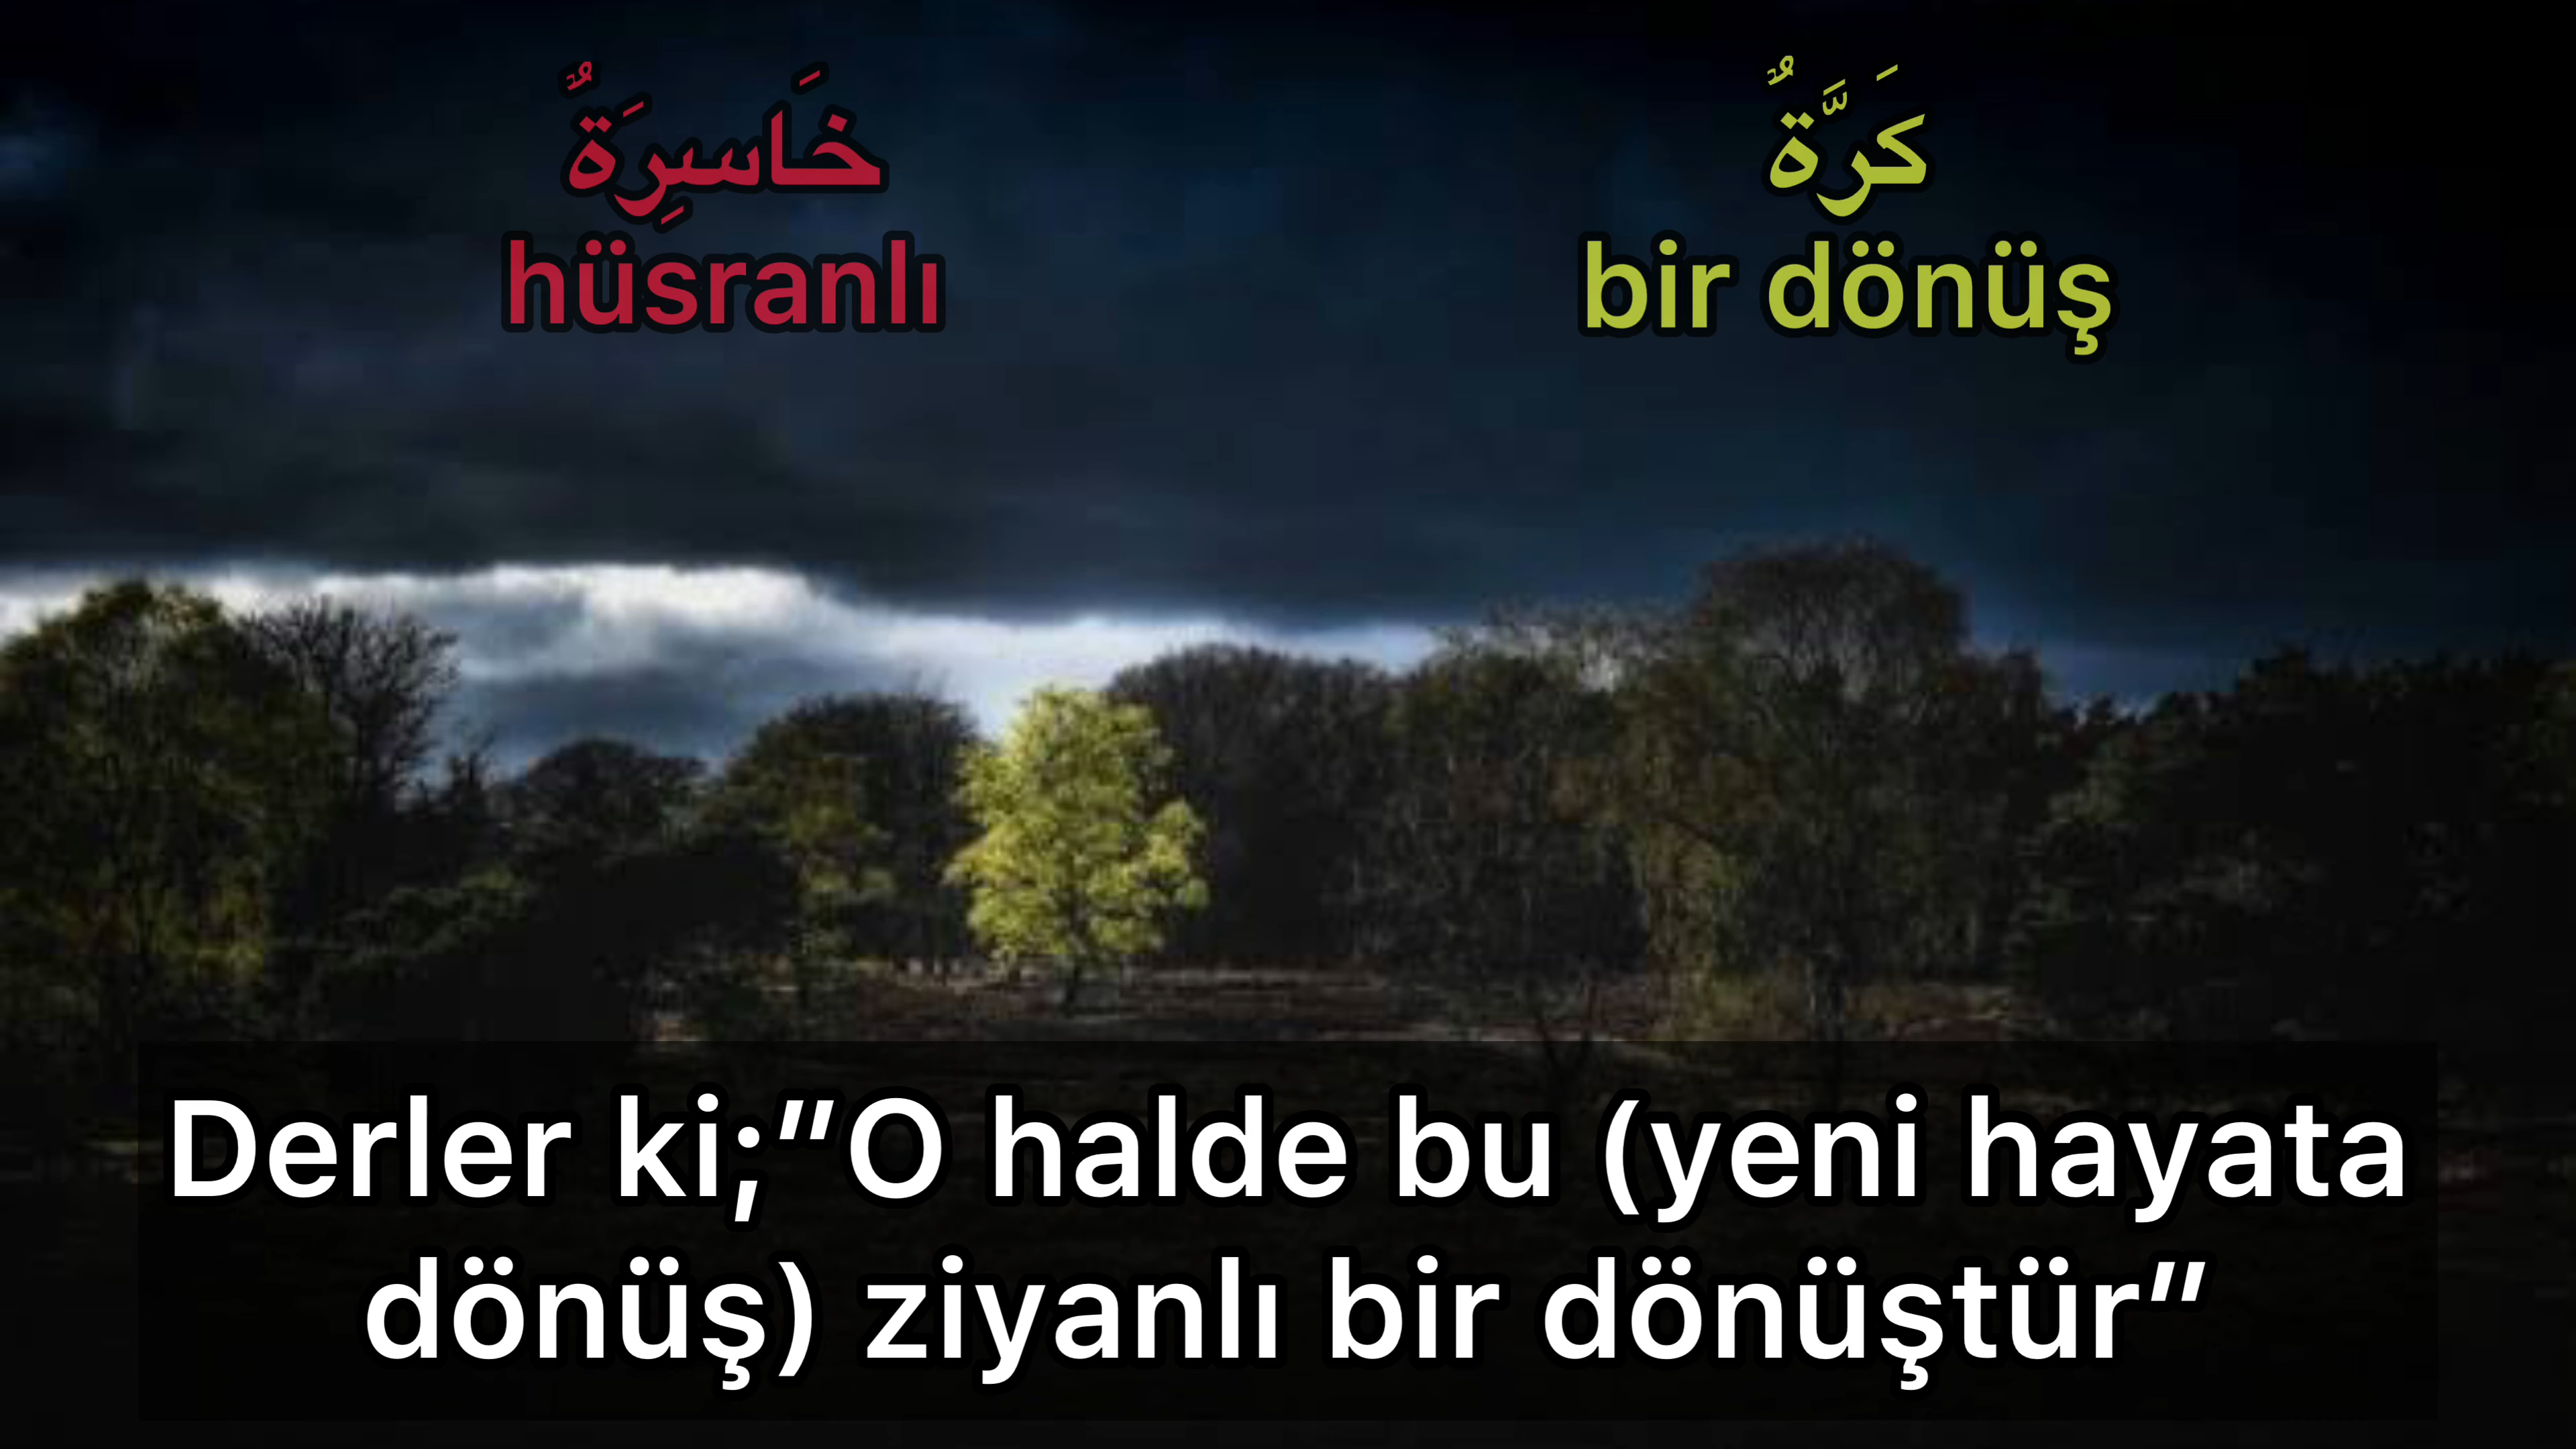 كَرَّةٌ
bir dönüş
خَاسِرَةٌ
hüsranlı
Derler ki;"O halde bu (yeni hayata
dönüş) ziyanlı bir dönüştür"